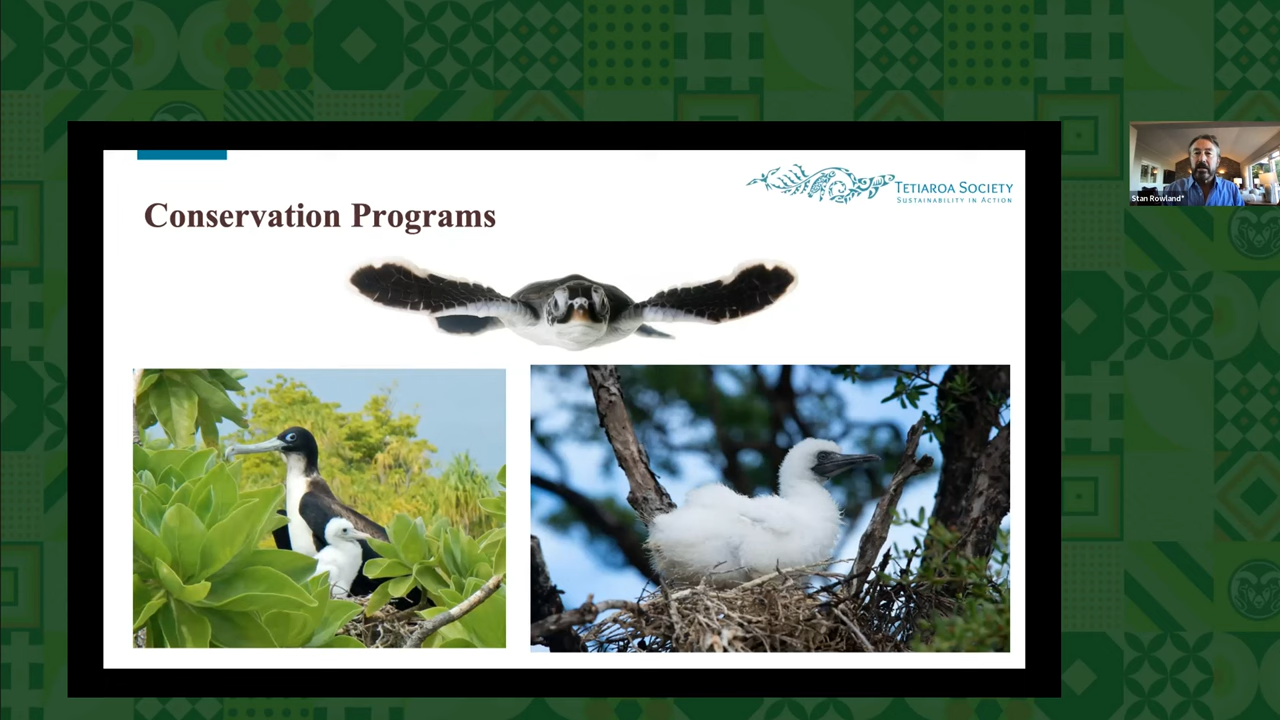 Conservation Programs
TETIAROA SOCIETY
SUSTAINABILITY IN ACTION
Stan Rowland*